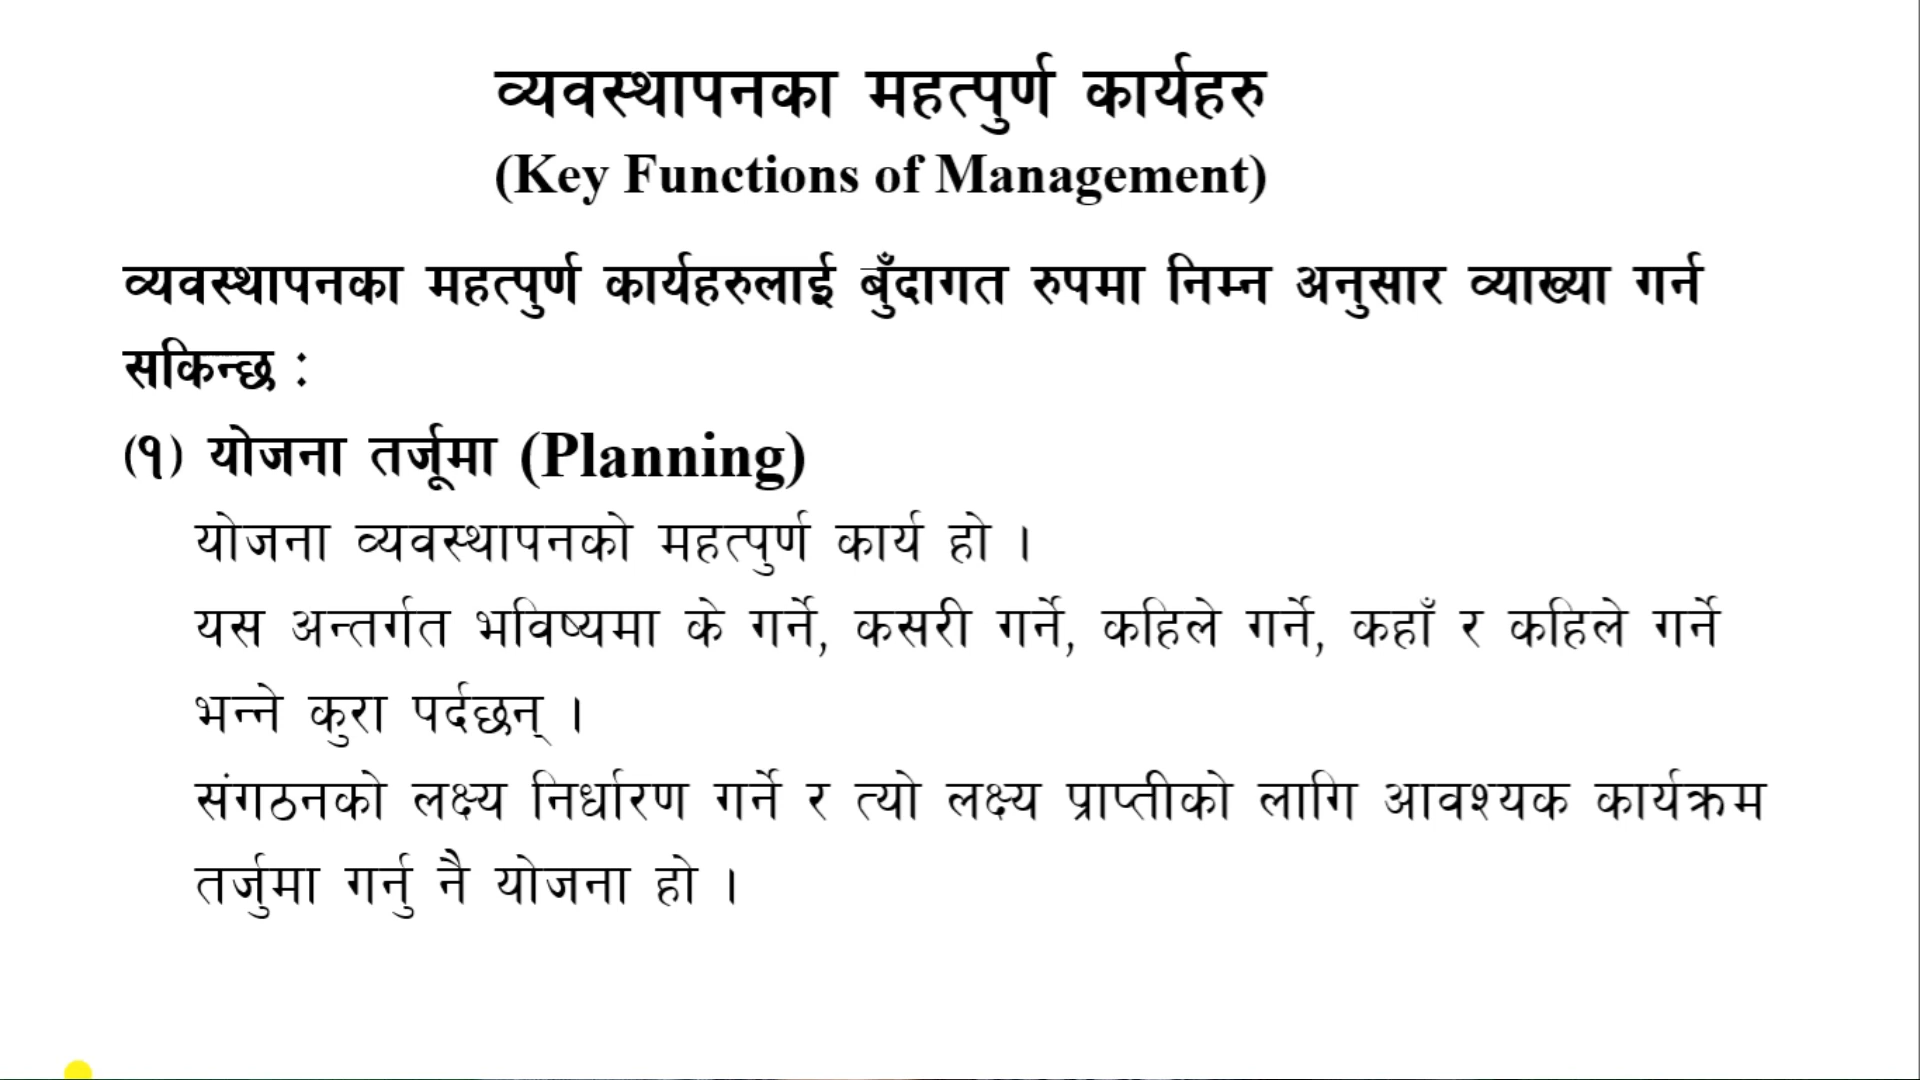 व्यवस्थापनका महत्पुर्ण कार्यहरु
(Key Functions of Management)
व्यवस्थापनका महत्पुर्ण कार्यहरुलाई बुँदागत रुपमा निम्न अनुसार व्याख्या गर्न
सकिन्छ :
(१) योजना तर्जूमा (Planning)
योजना व्यवस्थापनको महत्पुर्ण कार्य हो ।
यस अन्तर्गत भविष्यमा के गर्ने, कसरी गर्ने, कहिले गर्ने, कहाँ र कहिले गर्ने
भन्ने कुरा पर्दछन् ।
संगठनको लक्ष्य निर्धारण गर्ने र त्यो लक्ष्य प्राप्तीको लागि आवश्यक कार्यक्रम
तर्जुमा गर्नु नै योजना हो ।